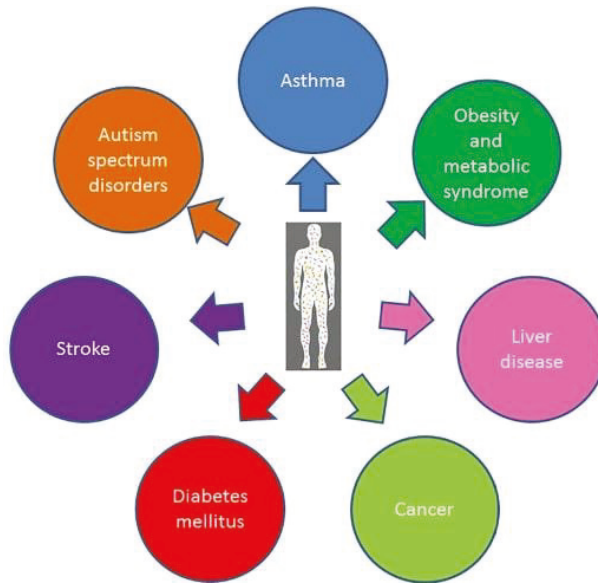 Asthma
Obesity
and
metabolic
syndrome
Liver
disease
Cancer
Diabetes
mellitus
Stroke
Autism
spectrum
disorders